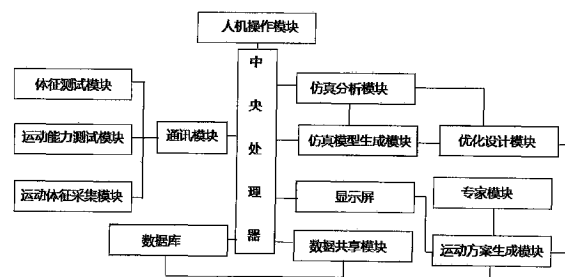 人机操作模块
中央处理器
体征测试模块
运动能力测试模块
运动体征采集模块
通讯模块
数据库
仿真分析模块
仿真模型生成模块
优化设计模块
显示屏
专家模块
数据共享模块
运动方案生成模块